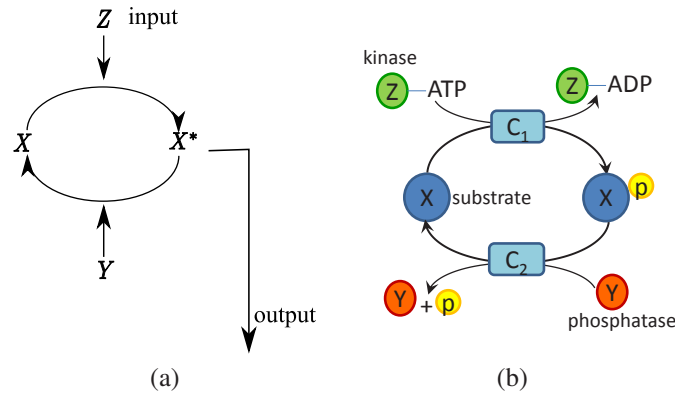 Z input
X
X*
Y
output
(a)
kinase
Z
ATP
Z
ADP
C1
X
substrate
X
p
C2
Y + p
Y
phosphatase
(b)